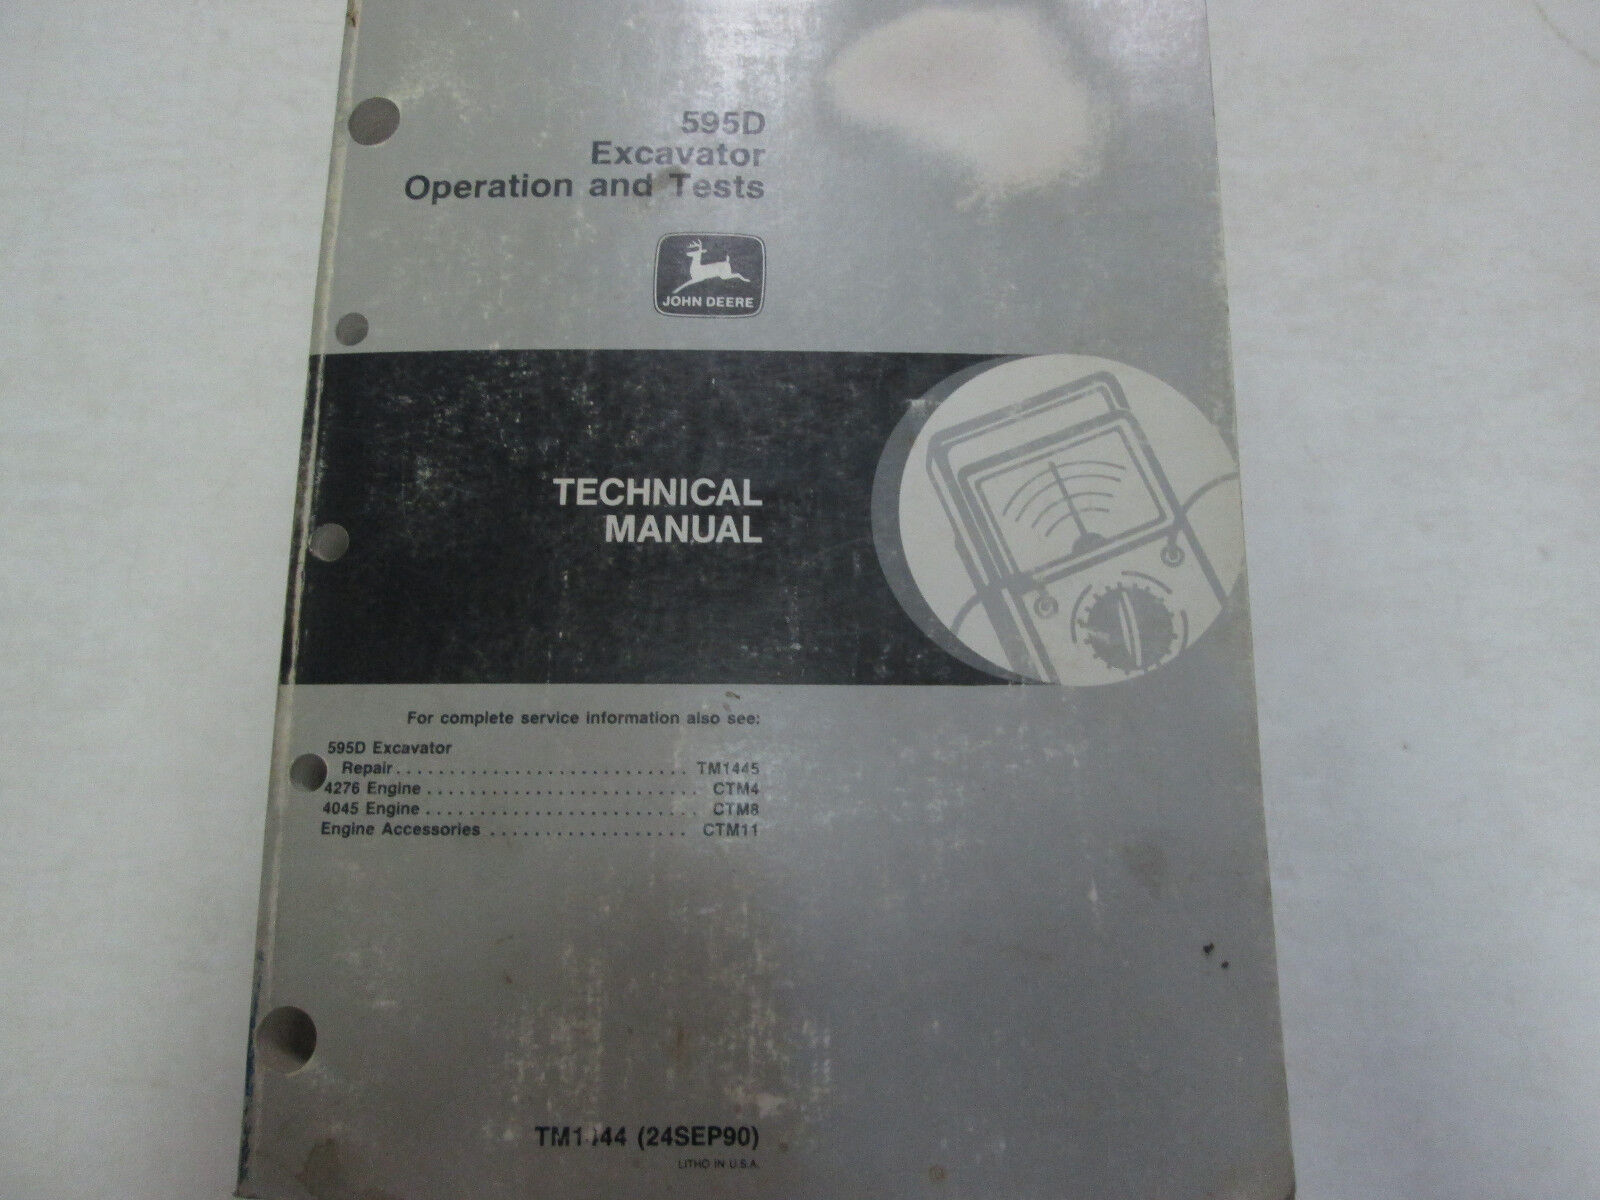 595D
Excavator
Operation and Tests
JOHN DEERE
TECHNICAL
MANUAL
For complete service information also see:
595D Excavator
Repair........................... TM1445
4276 Engine......................... CTM4
4045 Engine......................... CTM8
Engine Accessories ................... CTM11
TM1444 (24SEP90)
LITHO IN U.S.A.